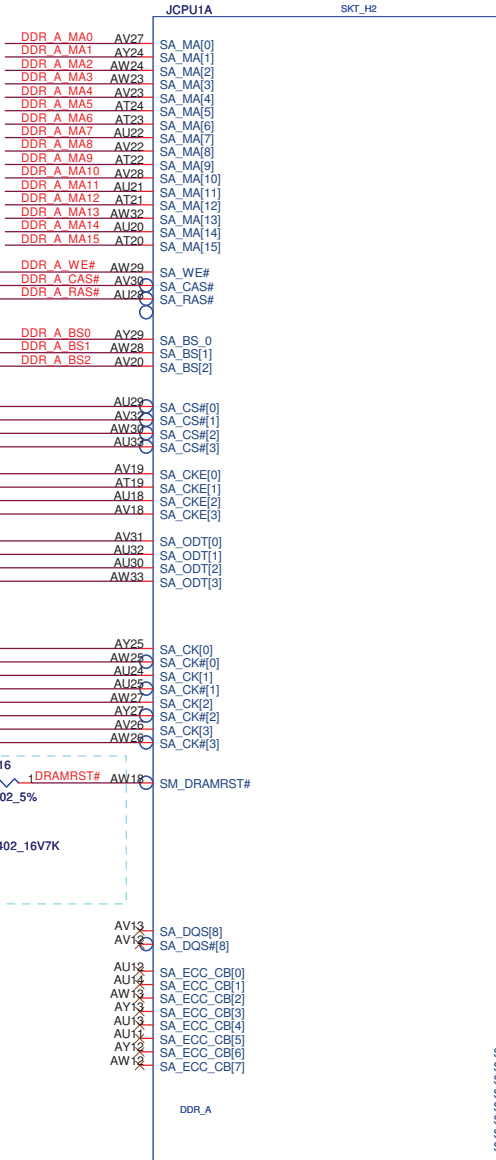 JCPU1A SKT_H2
DDR_A_MA0 AV27 SA_MA[0]
DDR_A_MA1 AY24 SA_MA[1]
DDR_A_MA2 AW24 SA_MA[2]
DDR_A_MA3 AW23 SA_MA[3]
DDR_A_MA4 AV23 SA_MA[4]
DDR_A_MA5 AT24 SA_MA[5]
DDR_A_MA6 AT23 SA_MA[6]
DDR_A_MA7 AU22 SA_MA[7]
DDR_A_MA8 AV22 SA_MA[8]
DDR_A_MA9 AT22 SA_MA[9]
DDR_A_MA10 AV28 SA_MA[10]
DDR_A_MA11 AU21 SA_MA[11]
DDR_A_MA12 AT21 SA_MA[12]
DDR_A_MA13 AW32 SA_MA[13]
DDR_A_MA14 AU20 SA_MA[14]
DDR_A_MA15 AT20 SA_MA[15]
DDR_A_WE# AW29 SA_WE#
DDR_A_CAS# AV30 SA_CAS#
DDR_A_RAS# AU28 SA_RAS#
DDR_A_BS0 AY29 SA_BS_0
DDR_A_BS1 AW28 SA_BS[1]
DDR_A_BS2 AV20 SA_BS[2]
AU29 SA_CS#[0]
AV32 SA_CS#[1]
AW30 SA_CS#[2]
AU33 SA_CS#[3]
AV19 SA_CKE[0]
AT19 SA_CKE[1]
AU18 SA_CKE[2]
AV18 SA_CKE[3]
AV31 SA_ODT[0]
AU32 SA_ODT[1]
AU30 SA_ODT[2]
AW33 SA_ODT[3]
AY25 SA_CK[0]
AW25 SA_CK#[0]
AU24 SA_CK[1]
AU25 SA_CK#[1]
AW27 SA_CK[2]
AY27 SA_CK#[2]
AV26 SA_CK[3]
AW26 SA_CK#[3]
16
1 DRAMRST# AW18 SM_DRAMRST#
02_5%
402_16V7K
AV13 SA_DQS[8]
AV12 SA_DQS#[8]
AU12 SA_ECC_CB[0]
AU14 SA_ECC_CB[1]
AW13 SA_ECC_CB[2]
AY13 SA_ECC_CB[3]
AU13 SA_ECC_CB[4]
AU11 SA_ECC_CB[5]
AY12 SA_ECC_CB[6]
AW12 SA_ECC_CB[7]
DDR_A